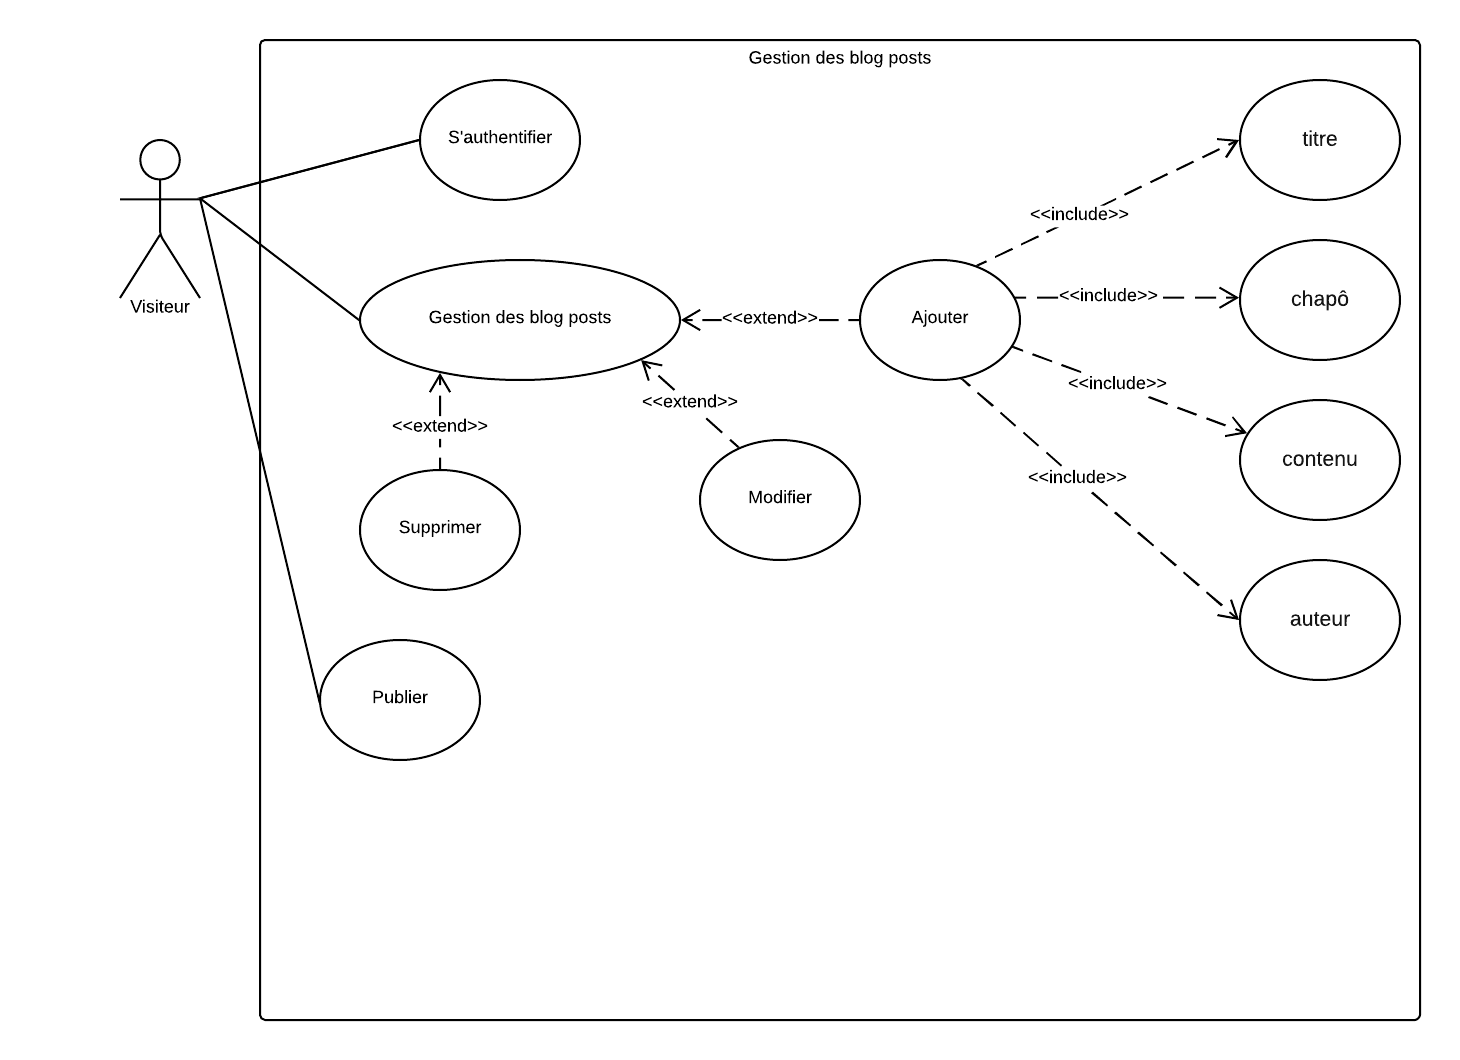 Gestion des blog posts
S'authentifier
titre
<<include>>
Visiteur
chapô
<<include>>
Gestion des blog posts
<<extend>>
Ajouter
<<include>>
<<extend>>
<<extend>>
contenu
<<include>>
Modifier
Supprimer
auteur
Publier